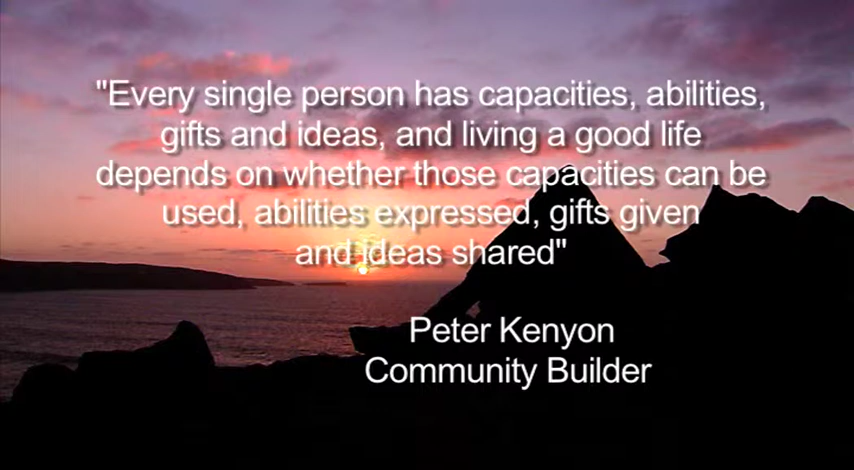 "Every single person has capacities, abilities,
gifts and ideas, and living a good life
depends on whether those capacities can be
used, abilities expressed, gifts given
and ideas shared"
Peter Kenyon
Community Builder